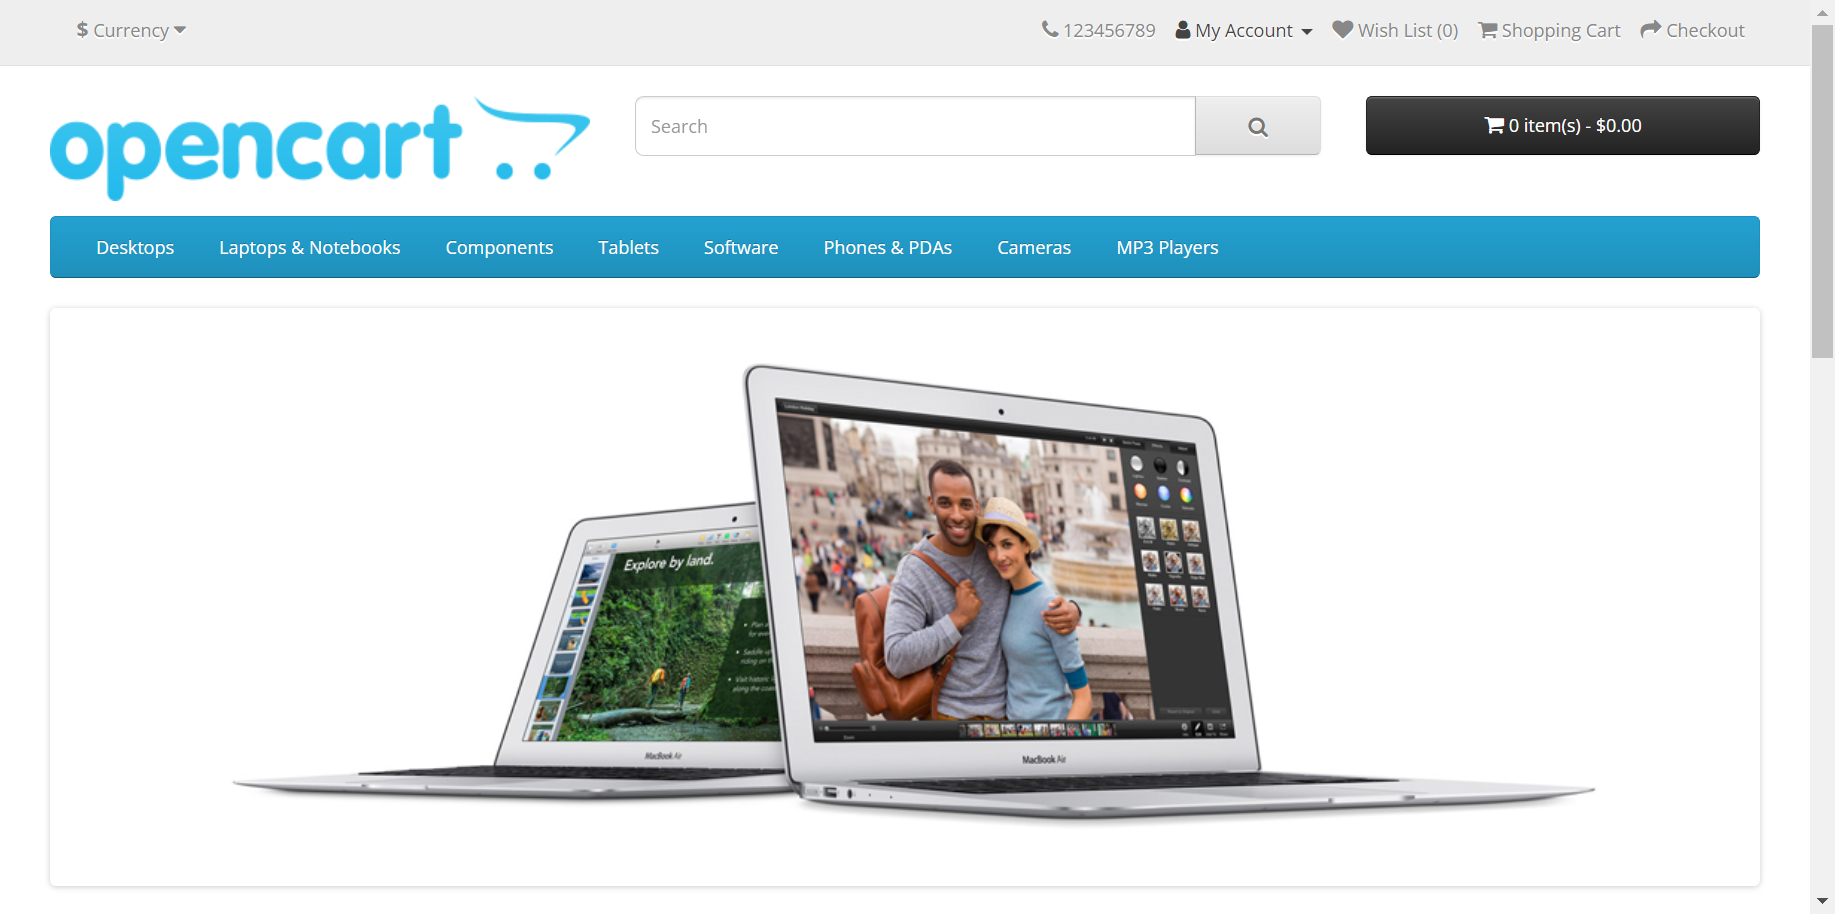 $ Currency
123456789 My Account Wish List (0) Shopping Cart Checkout
opencart
Search
0 item(s) - $0.00
Desktops Laptops & Notebooks Components Tablets Software Phones & PDAs Cameras MP3 Players
Explore by land.
MacBook Air
MacBook Air